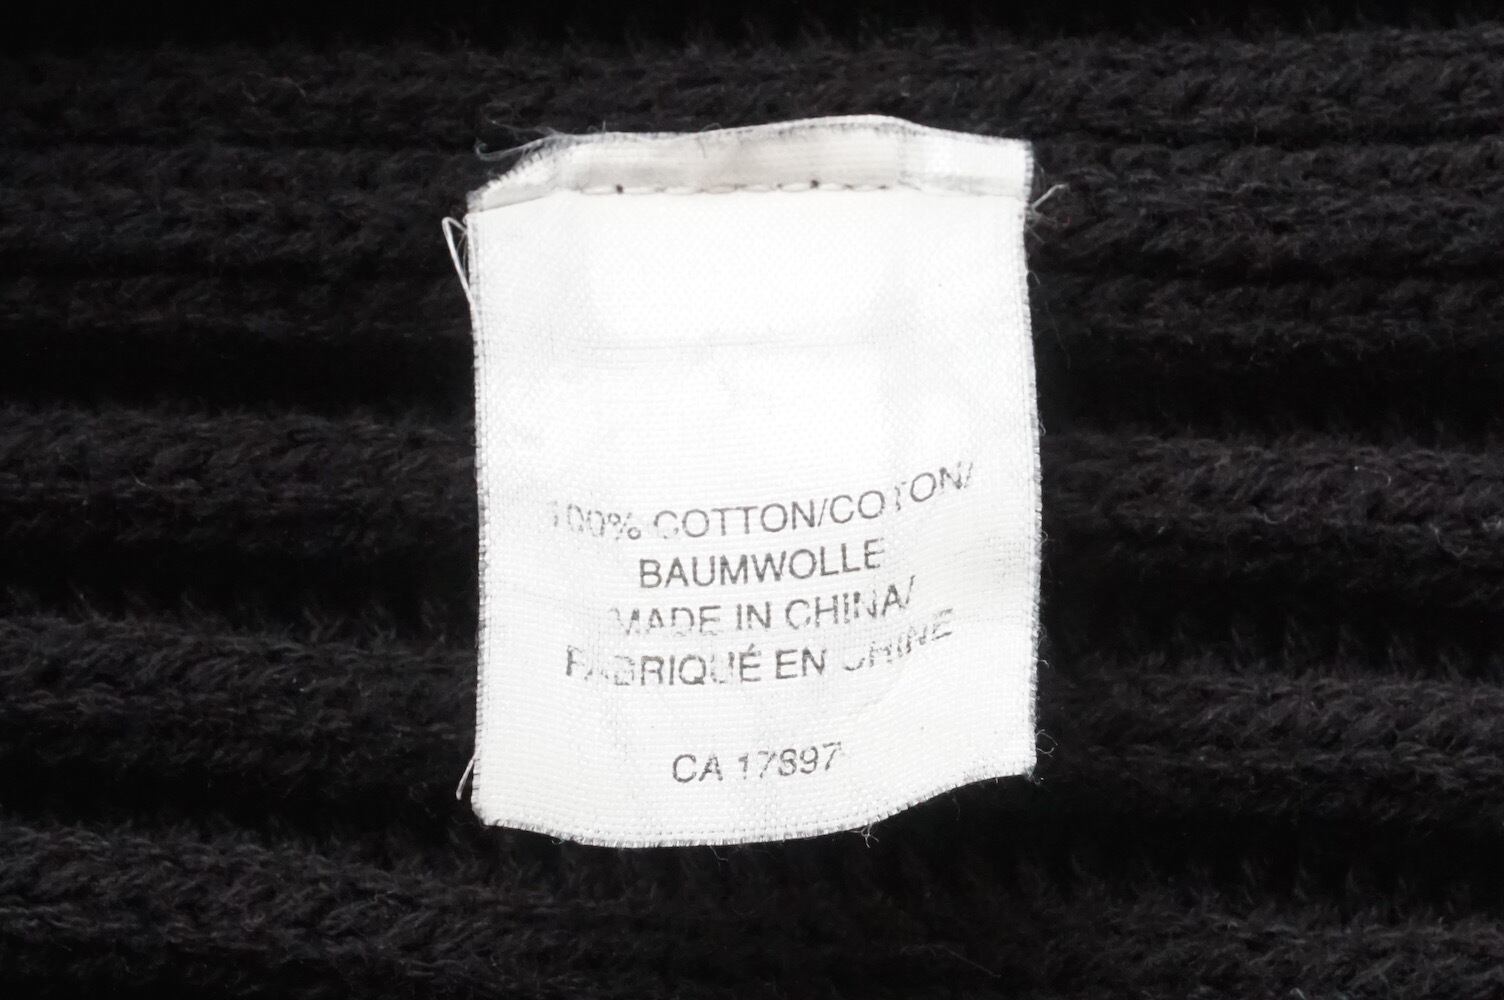 100% COTTON/COTON/
BAUMWOLLE
MADE IN CHINA/
FABRIQUÉ EN CHINE
CA 17897